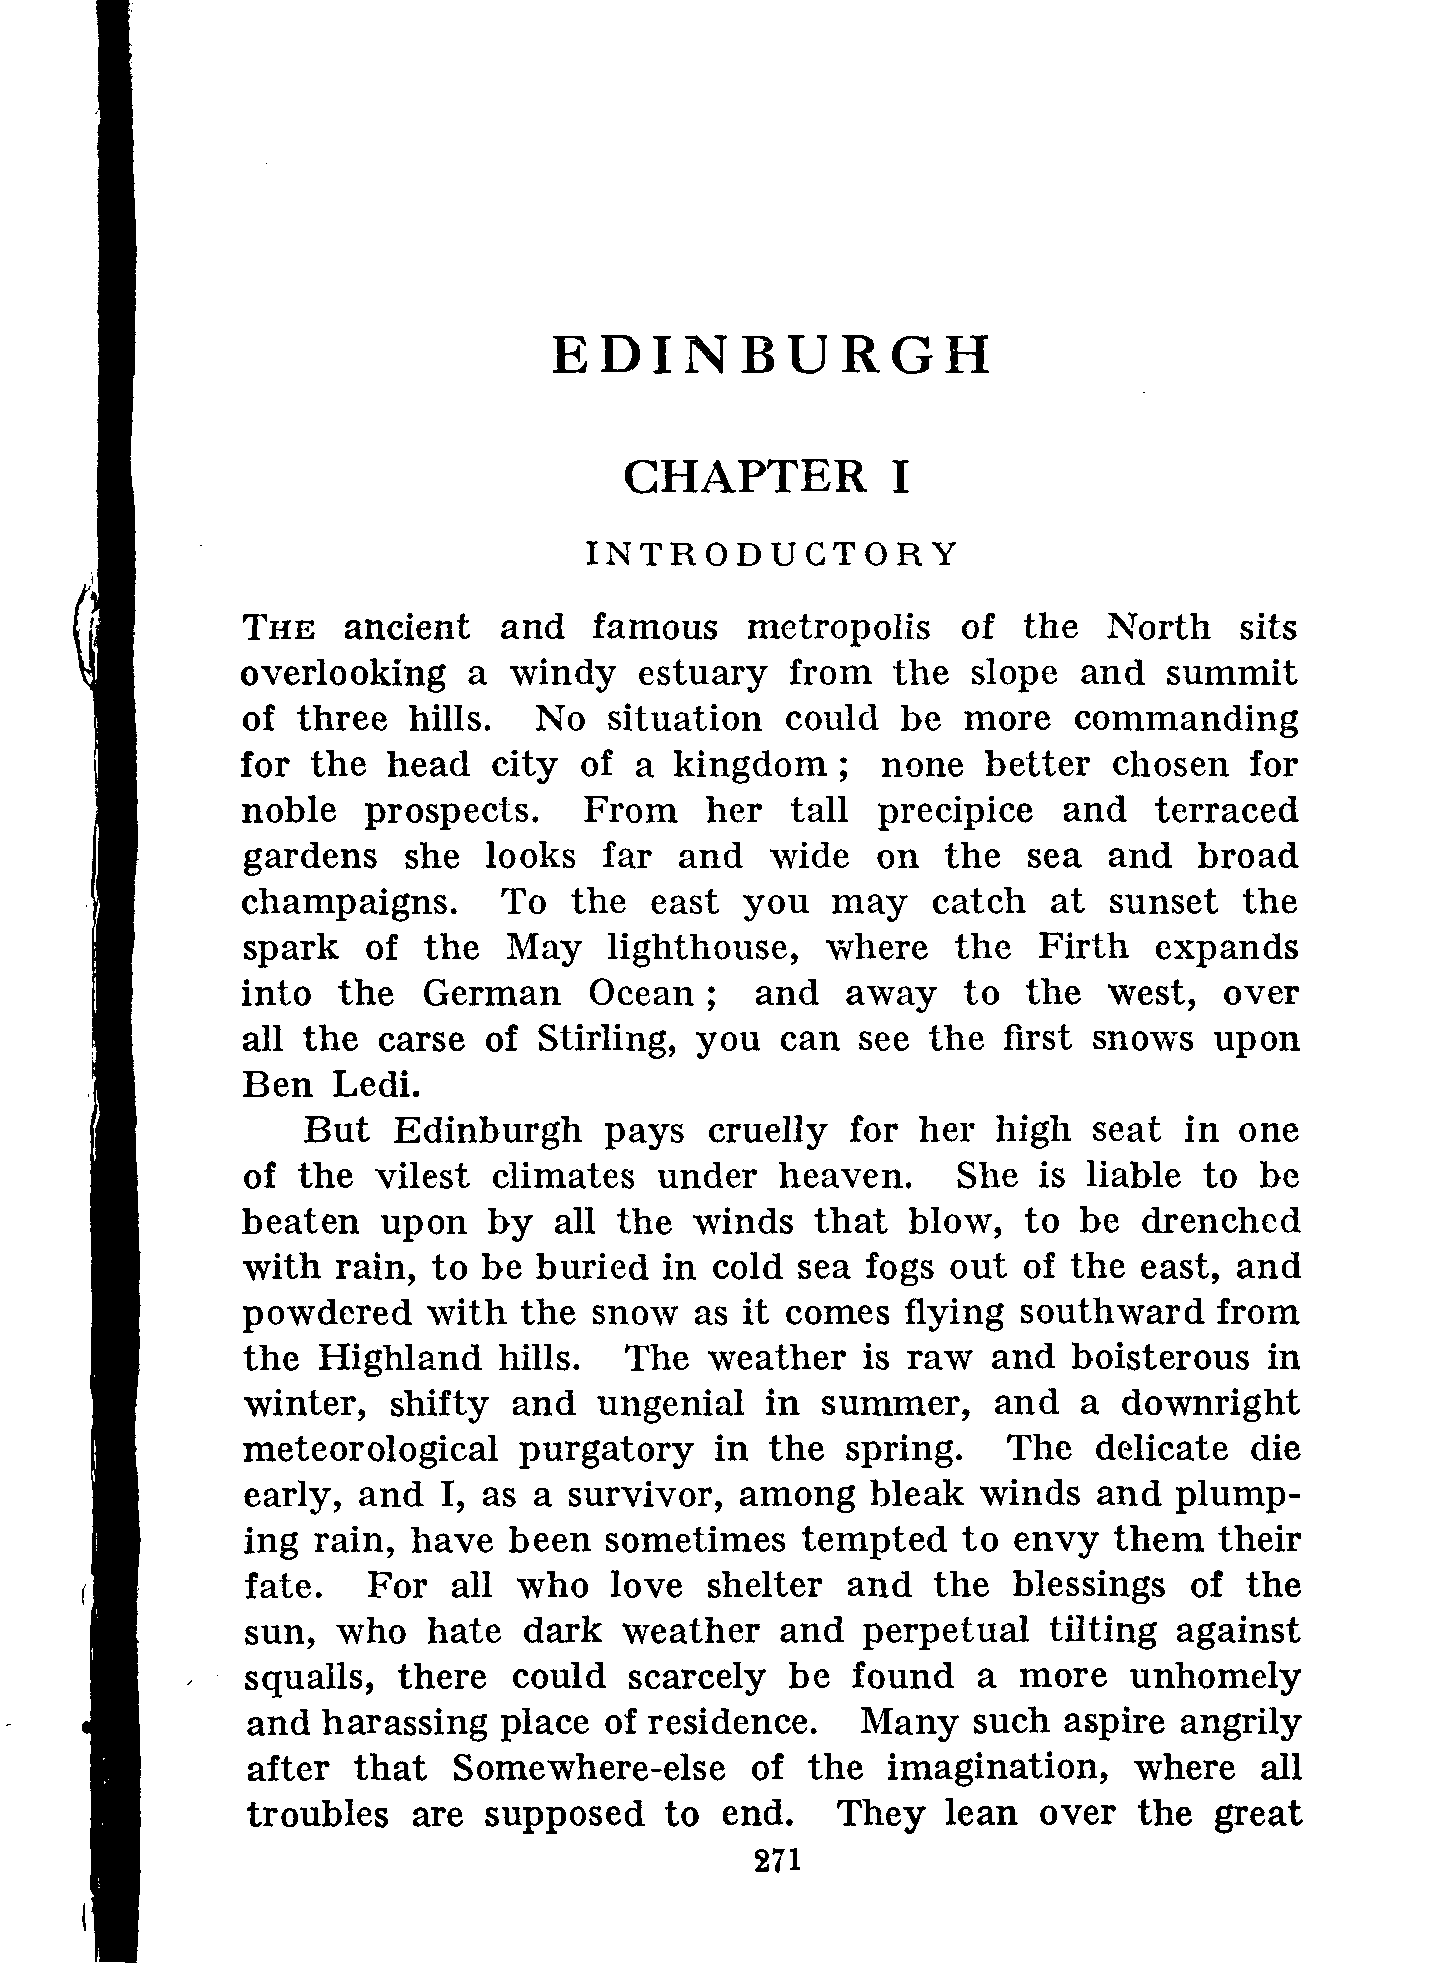 EDINBURGH
CHAPTER I
INTRODUCTORY
THE ancient and famous metropolis of the North sits
overlooking a windy estuary from the slope and summit
of three hills. No situation could be more commanding
for the head city of a kingdom ; none better chosen for
noble prospects. From her tall precipice and terraced
gardens she looks far and wide on the sea and broad
champaigns. To the east you may catch at sunset the
spark of the May lighthouse, where the Firth expands
into the German Ocean ; and away to the west, over
all the carse of Stirling, you can see the first snows upon
Ben Ledi.
But Edinburgh pays cruelly for her high seat in one
of the vilest climates under heaven. She is liable to be
beaten upon by all the winds that blow, to be drenched
with rain, to be buried in cold sea fogs out of the east, and
powdered with the snow as it comes flying southward from
the Highland hills. The weather is raw and boisterous in
winter, shifty and ungenial in summer, and a downright
meteorological purgatory in the spring. The delicate die
early, and I, as a survivor, among bleak winds and plump-
ing rain, have been sometimes tempted to envy them their
fate. For all who love shelter and the blessings of the
sun, who hate dark weather and perpetual tilting against
squalls, there could scarcely be found a more unhomely
and harassing place of residence. Many such aspire angrily
after that Somewhere-else of the imagination, where all
troubles are supposed to end. They lean over the great
271